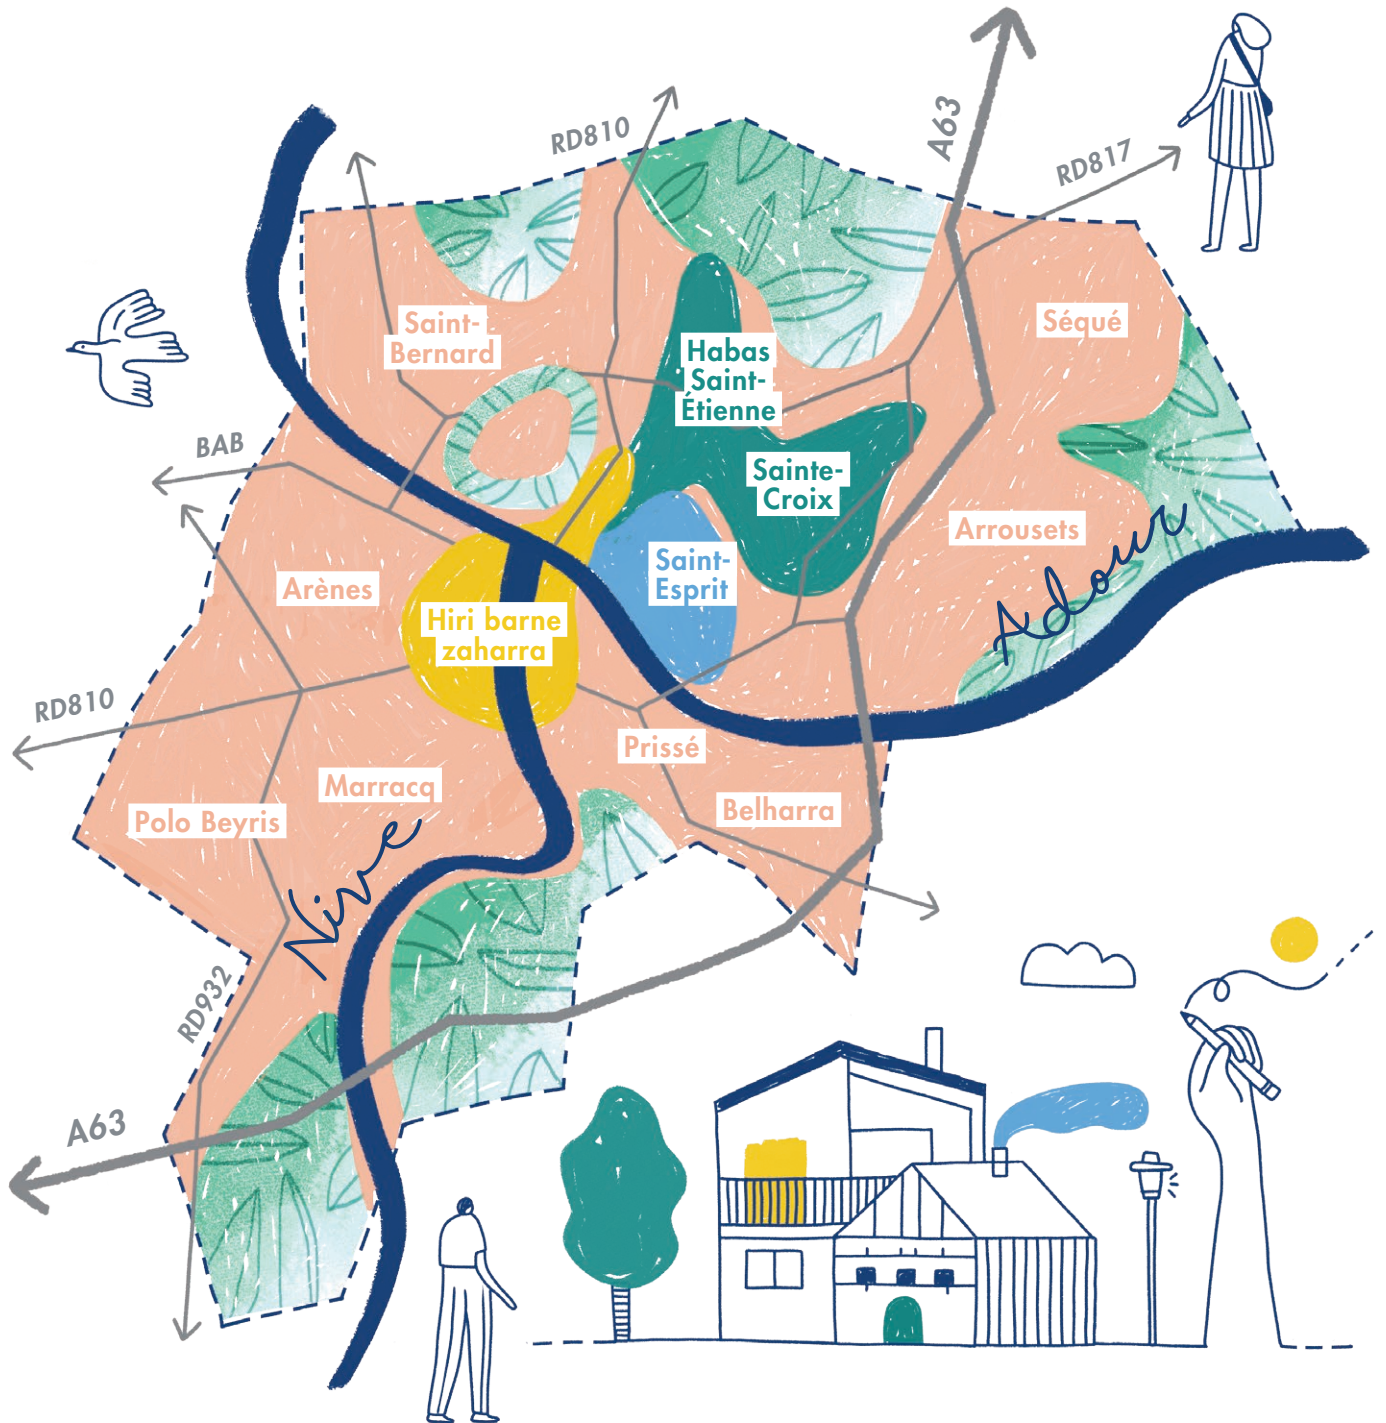 A63
RD810
RD817
Saint-
Bernard
Séqué
Habas
Saint-
Étienne
BAB
Sainte-
Croix
Arrousets
Adour
Saint-
Esprit
Arènes
Hiri barne
zaharra
RD810
Prissé
Marracq
Belharra
Polo Beyris
Nive
RD932
A63